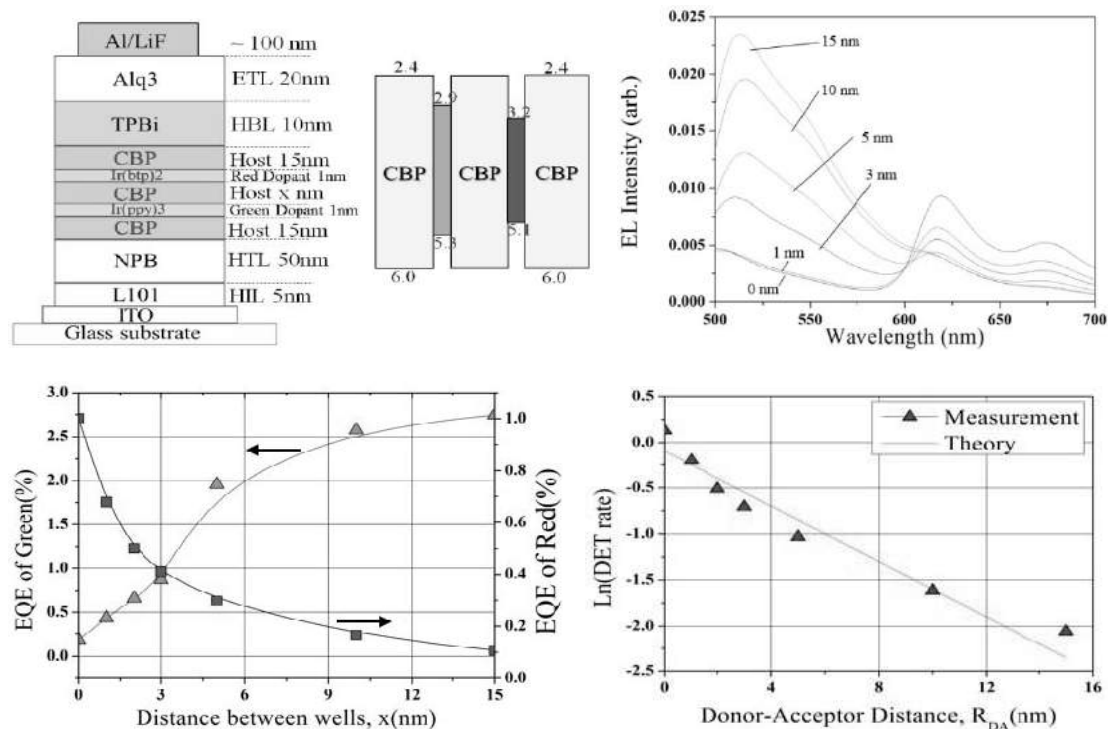 Al/LiF ~ 100 nm
Alq3 ETL 20nm
TPBi HBL 10nm
CBP Host 15nm
Ir(btp)2 Red Dopant 1nm
CBP Host x nm
Ir(ppy)3 Green Dopant 1nm
CBP Host 15nm
NPB HTL 50nm
L101 HIL 5nm
ITO
Glass substrate
2.4 2.4
2.9 3.2
CBP CBP CBP
5.3 5.1
6.0 6.0
0.025
0.020
0.015
0.010
0.005
0.000
EL Intensity (arb.)
15 nm
10 nm
5 nm
3 nm
1 nm
0 nm
500 550 600 650 700
Wavelength (nm)
3.0
2.5
2.0
1.5
1.0
0.5
0.0
EQE of Green(%)
1.0
0.8
0.6
0.4
0.2
0.0
EQE of Red(%)
0 3 6 9 12 15
Distance between wells, x(nm)
0.5
0.0
-0.5
-1.0
-1.5
-2.0
-2.5
Ln(DET rate)
Measurement
Theory
0 4 8 12 16
Donor-Acceptor Distance, RDA(nm)